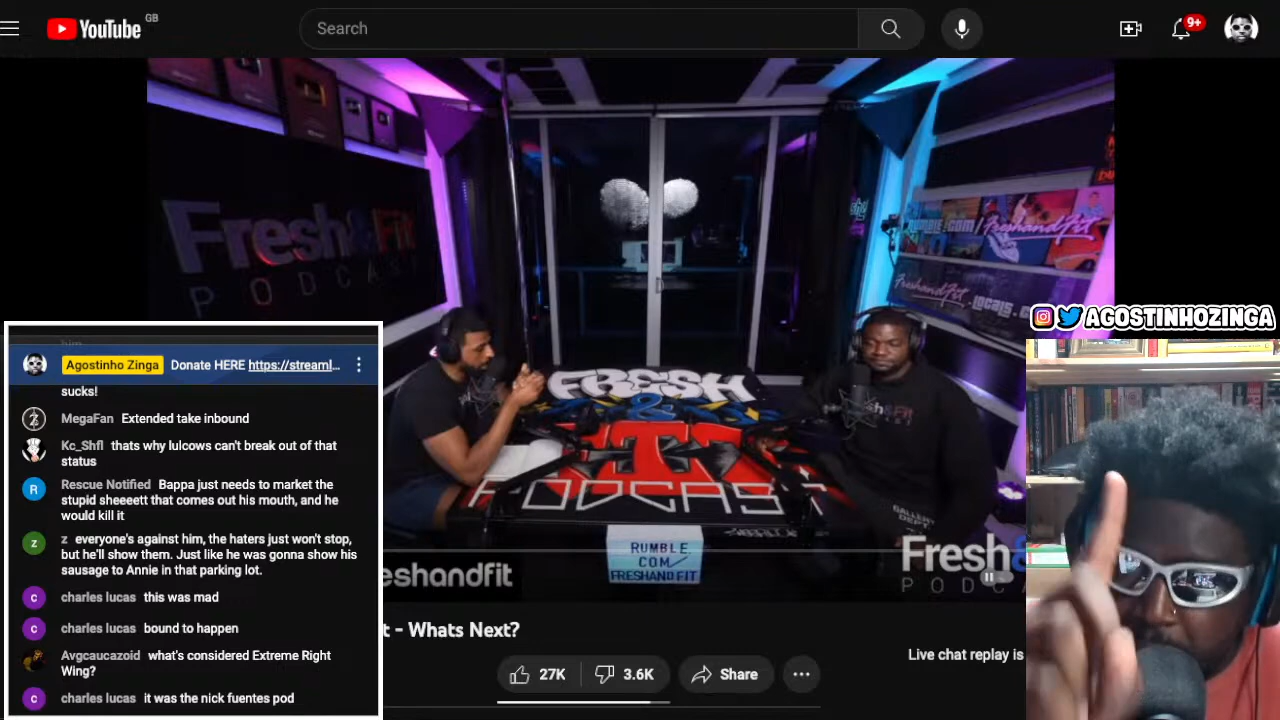 YouTube GB
Search
9+
Fresh&Fit
PODCAST
RUMBLE.COM/FRESHANDFIT
FreshandFit.LOCALS.
FRESH
&
FIT
PODCAST
GALLERY
DEPT
RUMBLE.
COM/
FRESHANDFIT
eshandfit
Fresh&
PODC
@AGOSTINHOZINGA
him
Agostinho Zinga Donate HERE https://streaml...
sucks!
MegaFan Extended take inbound
Kc_Shfl thats why lulcows can't break out of that
status
R Rescue Notified Bappa just needs to market the
stupid sheeeett that comes out his mouth, and he
would kill it
z z everyone's against him, the haters just won't stop,
but he'll show them. Just like he was gonna show his
sausage to Annie in that parking lot.
c charles lucas this was mad
c charles lucas bound to happen
Avgcaucazoid what's considered Extreme Right
Wing?
c charles lucas it was the nick fuentes pod
t - Whats Next?
27K 3.6K Share
Live chat replay is